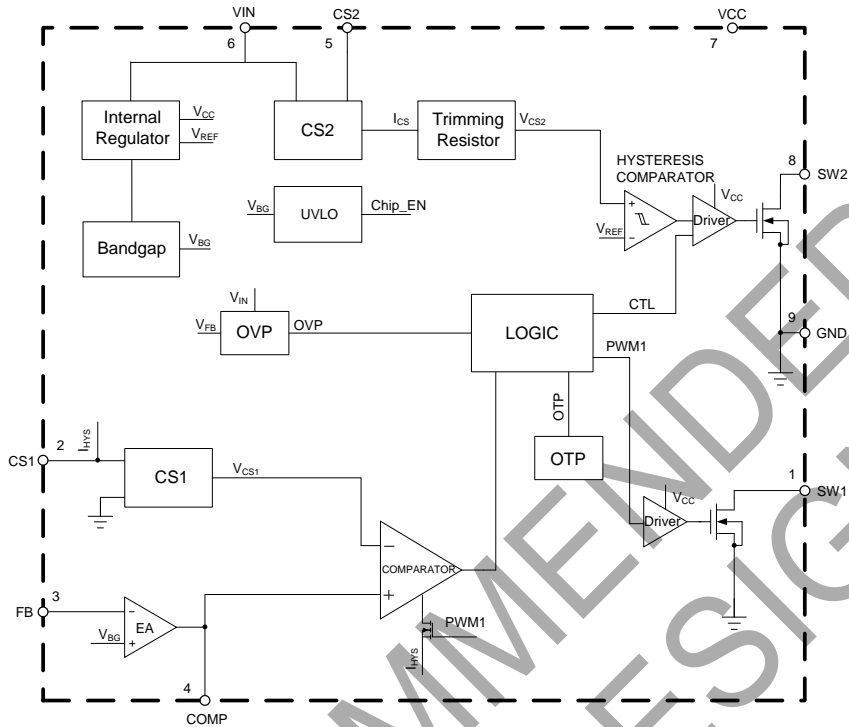 VIN
CS2
VCC
6
5
7
Internal
Regulator
VCC
VREF
CS2
ICS
Trimming
Resistor
VCS2
HYSTERESIS
COMPARATOR
8
SW2
VCC
+
VREF
−
Driver
Bandgap
VBG
VBG
UVLO
Chip_EN
VIN
VFB
OVP
OVP
LOGIC
CTL
PWM1
9
GND
OTP
OTP
2
IHYS
CS1
CS1
VCS1
1
SW1
VCC
Driver
−
COMPARATOR
+
3
FB
−
EA
VBG
+
PWM1
IHYS
4
COMP
MMENDED
ESIG